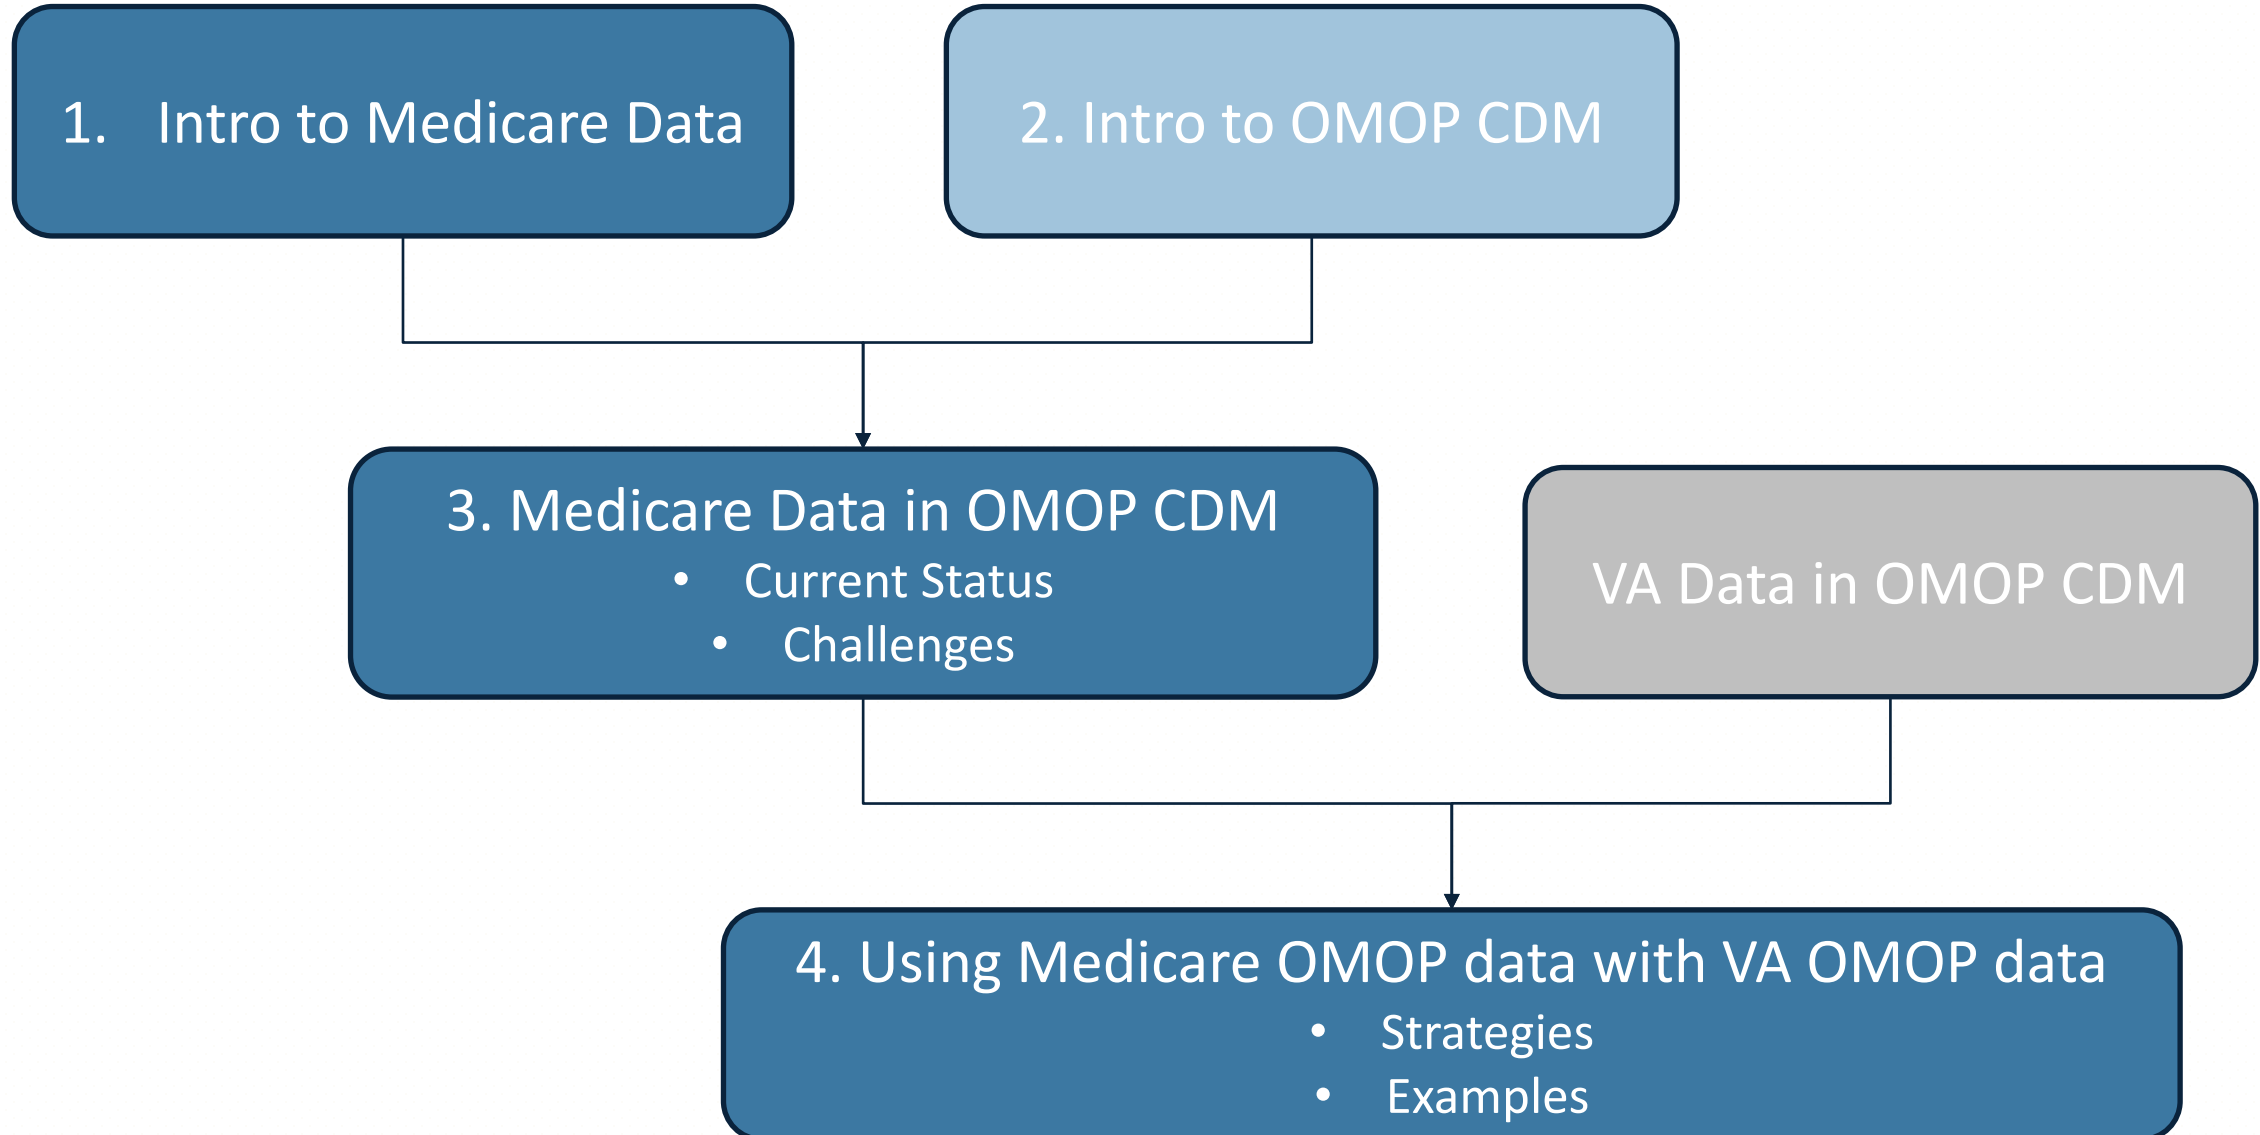 1. Intro to Medicare Data
2. Intro to OMOP CDM
3. Medicare Data in OMOP CDM
• Current Status
• Challenges
VA Data in OMOP CDM
4. Using Medicare OMOP data with VA OMOP data
• Strategies
• Examples